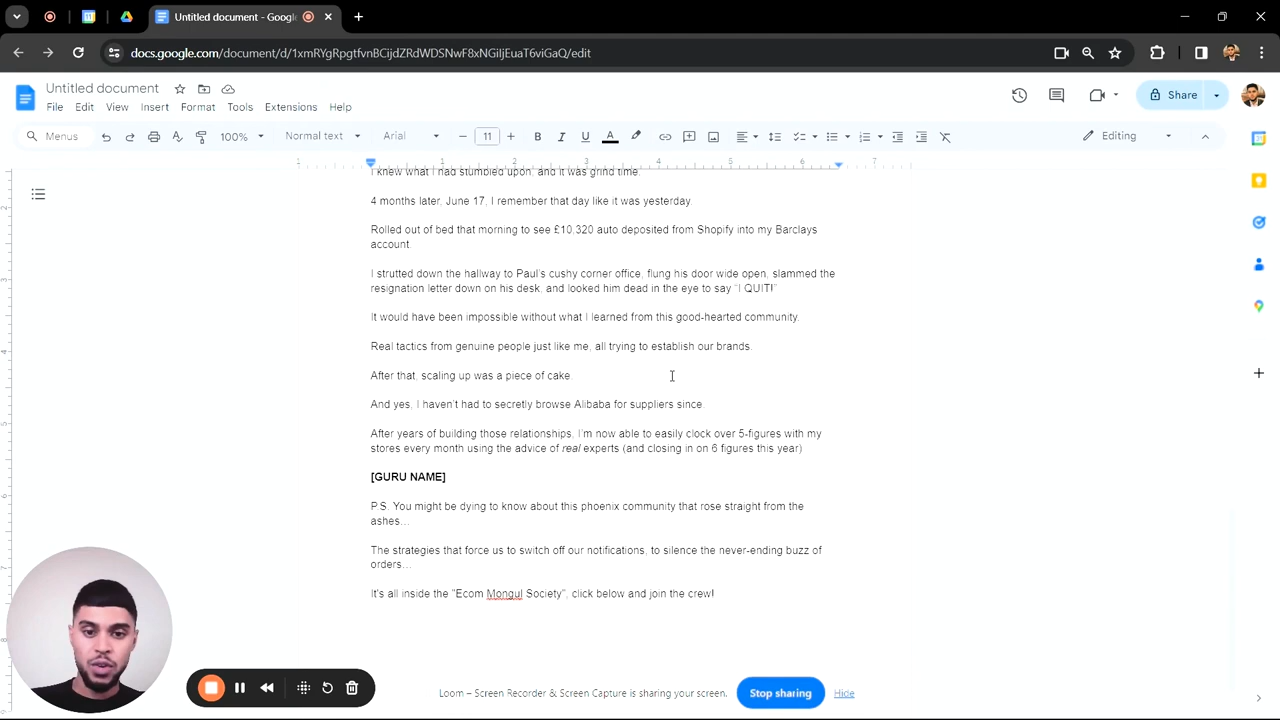 Untitled document - Googl
docs.google.com/document/d/1xmRYgRpgtfvnBCijdZRdWDSNwF8xNGiIjEuaT6viGaQ/edit
Untitled document
Share
File Edit View Insert Format Tools Extensions Help
Menus 100% Normal text Arial 11 B I U A Editing
1 1 2 3 4 5 6 7
I knew what I had stumbled upon, and it was grind time.
4 months later, June 17, I remember that day like it was yesterday.
Rolled out of bed that morning to see £10,320 auto deposited from Shopify into my Barclays
account.
I strutted down the hallway to Paul's cushy corner office, flung his door wide open, slammed the
resignation letter down on his desk, and looked him dead in the eye to say “I QUIT!”
It would have been impossible without what I learned from this good-hearted community.
Real tactics from genuine people just like me, all trying to establish our brands.
After that, scaling up was a piece of cake.
And yes, I haven't had to secretly browse Alibaba for suppliers since.
After years of building those relationships, I'm now able to easily clock over 5-figures with my
stores every month using the advice of real experts (and closing in on 6 figures this year)
[GURU NAME]
P.S. You might be dying to know about this phoenix community that rose straight from the
ashes…
The strategies that force us to switch off our notifications, to silence the never-ending buzz of
orders…
It's all inside the "Ecom Mongul Society", click below and join the crew!
Loom – Screen Recorder & Screen Capture is sharing your screen. Stop sharing Hide